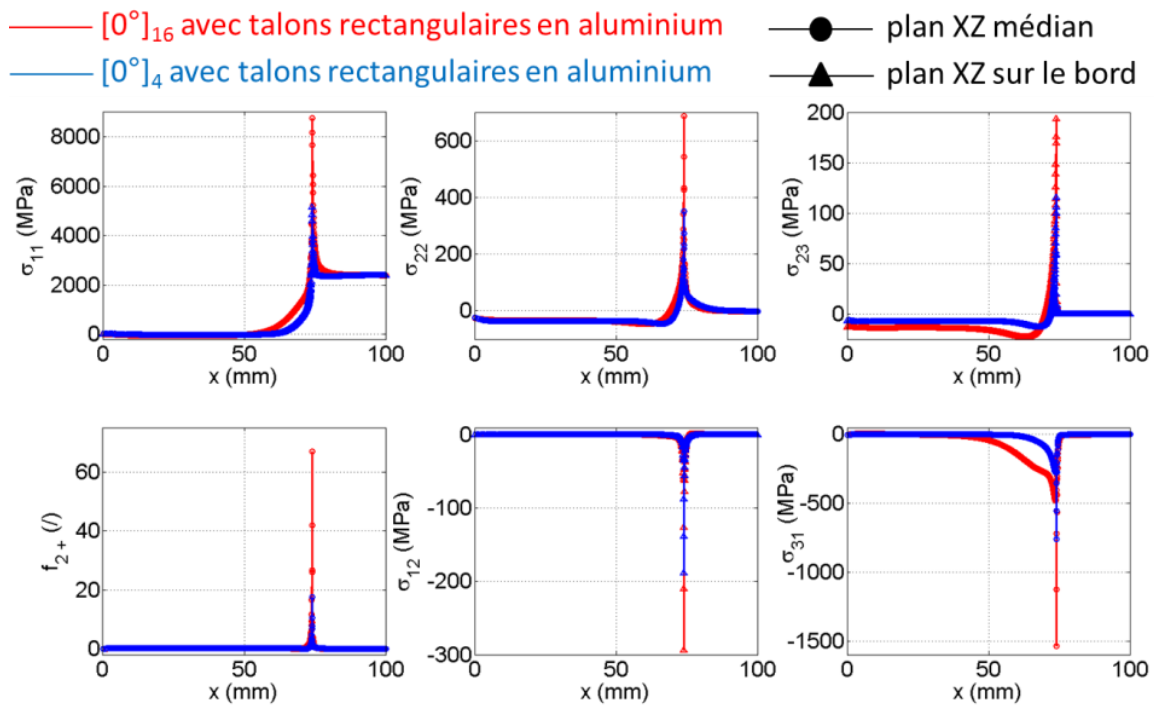 [0°]16 avec talons rectangulaires en aluminium
plan XZ médian
[0°]4 avec talons rectangulaires en aluminium
plan XZ sur le bord
8000
6000
4000
2000
0
σ11 (MPa)
0 50 100
x (mm)
600
400
200
0
σ22 (MPa)
0 50 100
x (mm)
200
150
100
50
0
σ23 (MPa)
0 50 100
x (mm)
60
40
20
0
f2+ (/)
0 50 100
x (mm)
0
-100
-200
-300
σ12 (MPa)
0 50 100
x (mm)
0
-500
-1000
-1500
σ31 (MPa)
0 50 100
x (mm)